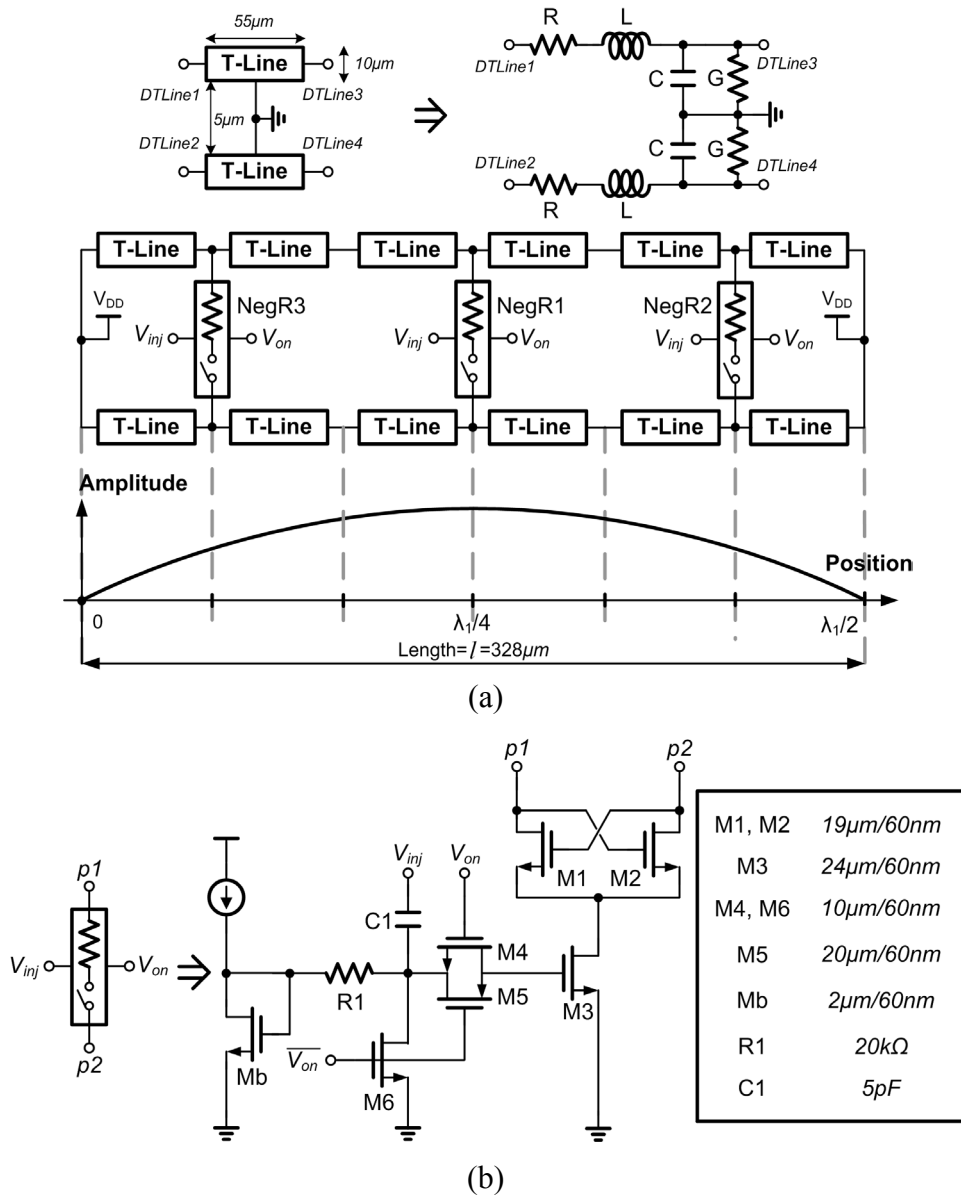 55µm
T-Line
10µm
DTLine1
DTLine3
5µm
DTLine2
DTLine4
T-Line
R
L
DTLine1
C
G
DTLine3
C
G
DTLine2
DTLine4
R
L
T-Line T-Line T-Line T-Line T-Line T-Line
VDD
NegR3
Vinj
Von
NegR1
Vinj
Von
NegR2
Vinj
Von
VDD
T-Line T-Line T-Line T-Line T-Line T-Line
Amplitude
Position
0
λ1/4
λ1/2
Length=l=328µm
(a)
p1
p2
Vinj
Von
M1
M2
C1
M4
R1
M5
M3
Mb
Von
M6
p1
Vinj
Von
p2
M1, M2 19µm/60nm
M3 24µm/60nm
M4, M6 10µm/60nm
M5 20µm/60nm
Mb 2µm/60nm
R1 20kΩ
C1 5pF
(b)